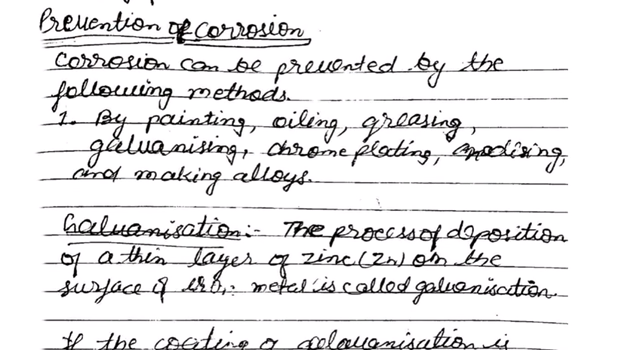 Prevention of Corrosion
Corrosion can be prevented by the
following methods.
1. By painting, oiling, greasing,
galvanising, chrome plating, anodising,
and making alloys.
Galvanisation:- The process of deposition
of a thin layer of zinc (Zn) on the
surface of metal is called galvanisation.
If the coating galvanisation is